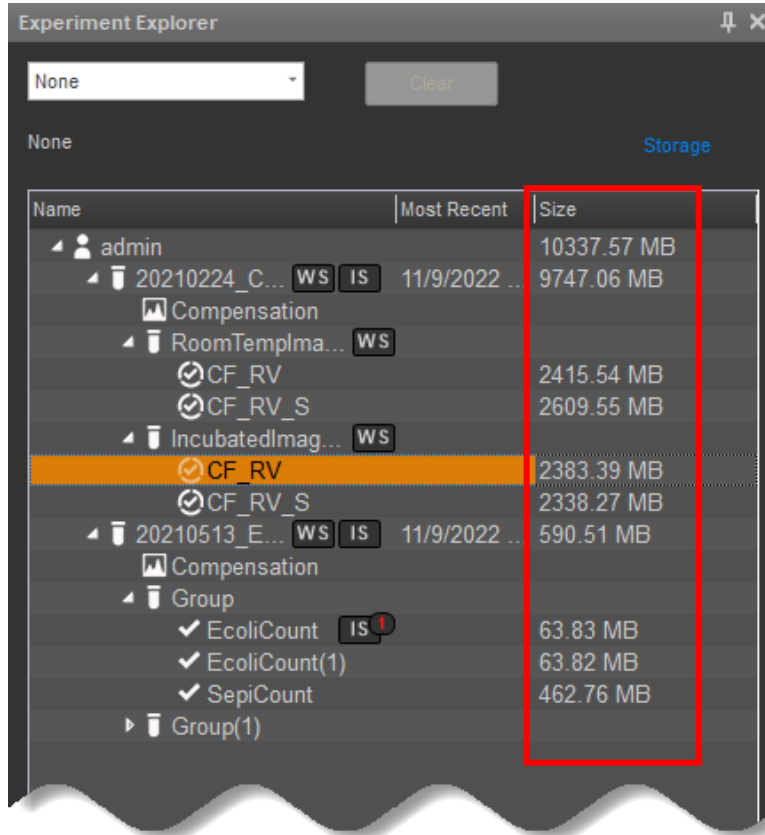 Experiment Explorer
None
Clear
None
Storage
Name Most Recent Size
admin 10337.57 MB
20210224_C... WS IS 11/9/2022 ... 9747.06 MB
Compensation
RoomTempIma... WS
CF_RV 2415.54 MB
CF_RV_S 2609.55 MB
IncubatedImag... WS
CF_RV 2383.39 MB
CF_RV_S 2338.27 MB
20210513_E... WS IS 11/9/2022 ... 590.51 MB
Compensation
Group
EcoliCount IS 1 63.83 MB
EcoliCount(1) 63.82 MB
SepiCount 462.76 MB
Group(1)